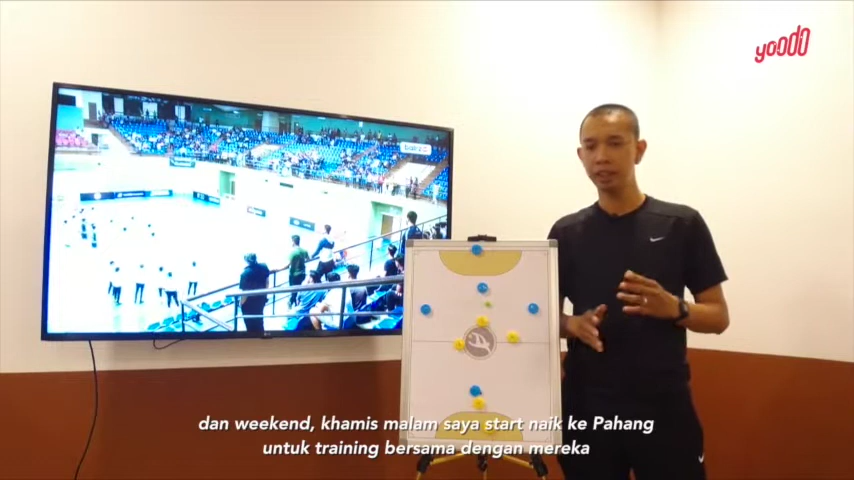 yoodo
dan weekend, khamis malam saya start naik ke Pahang
untuk training bersama dengan mereka